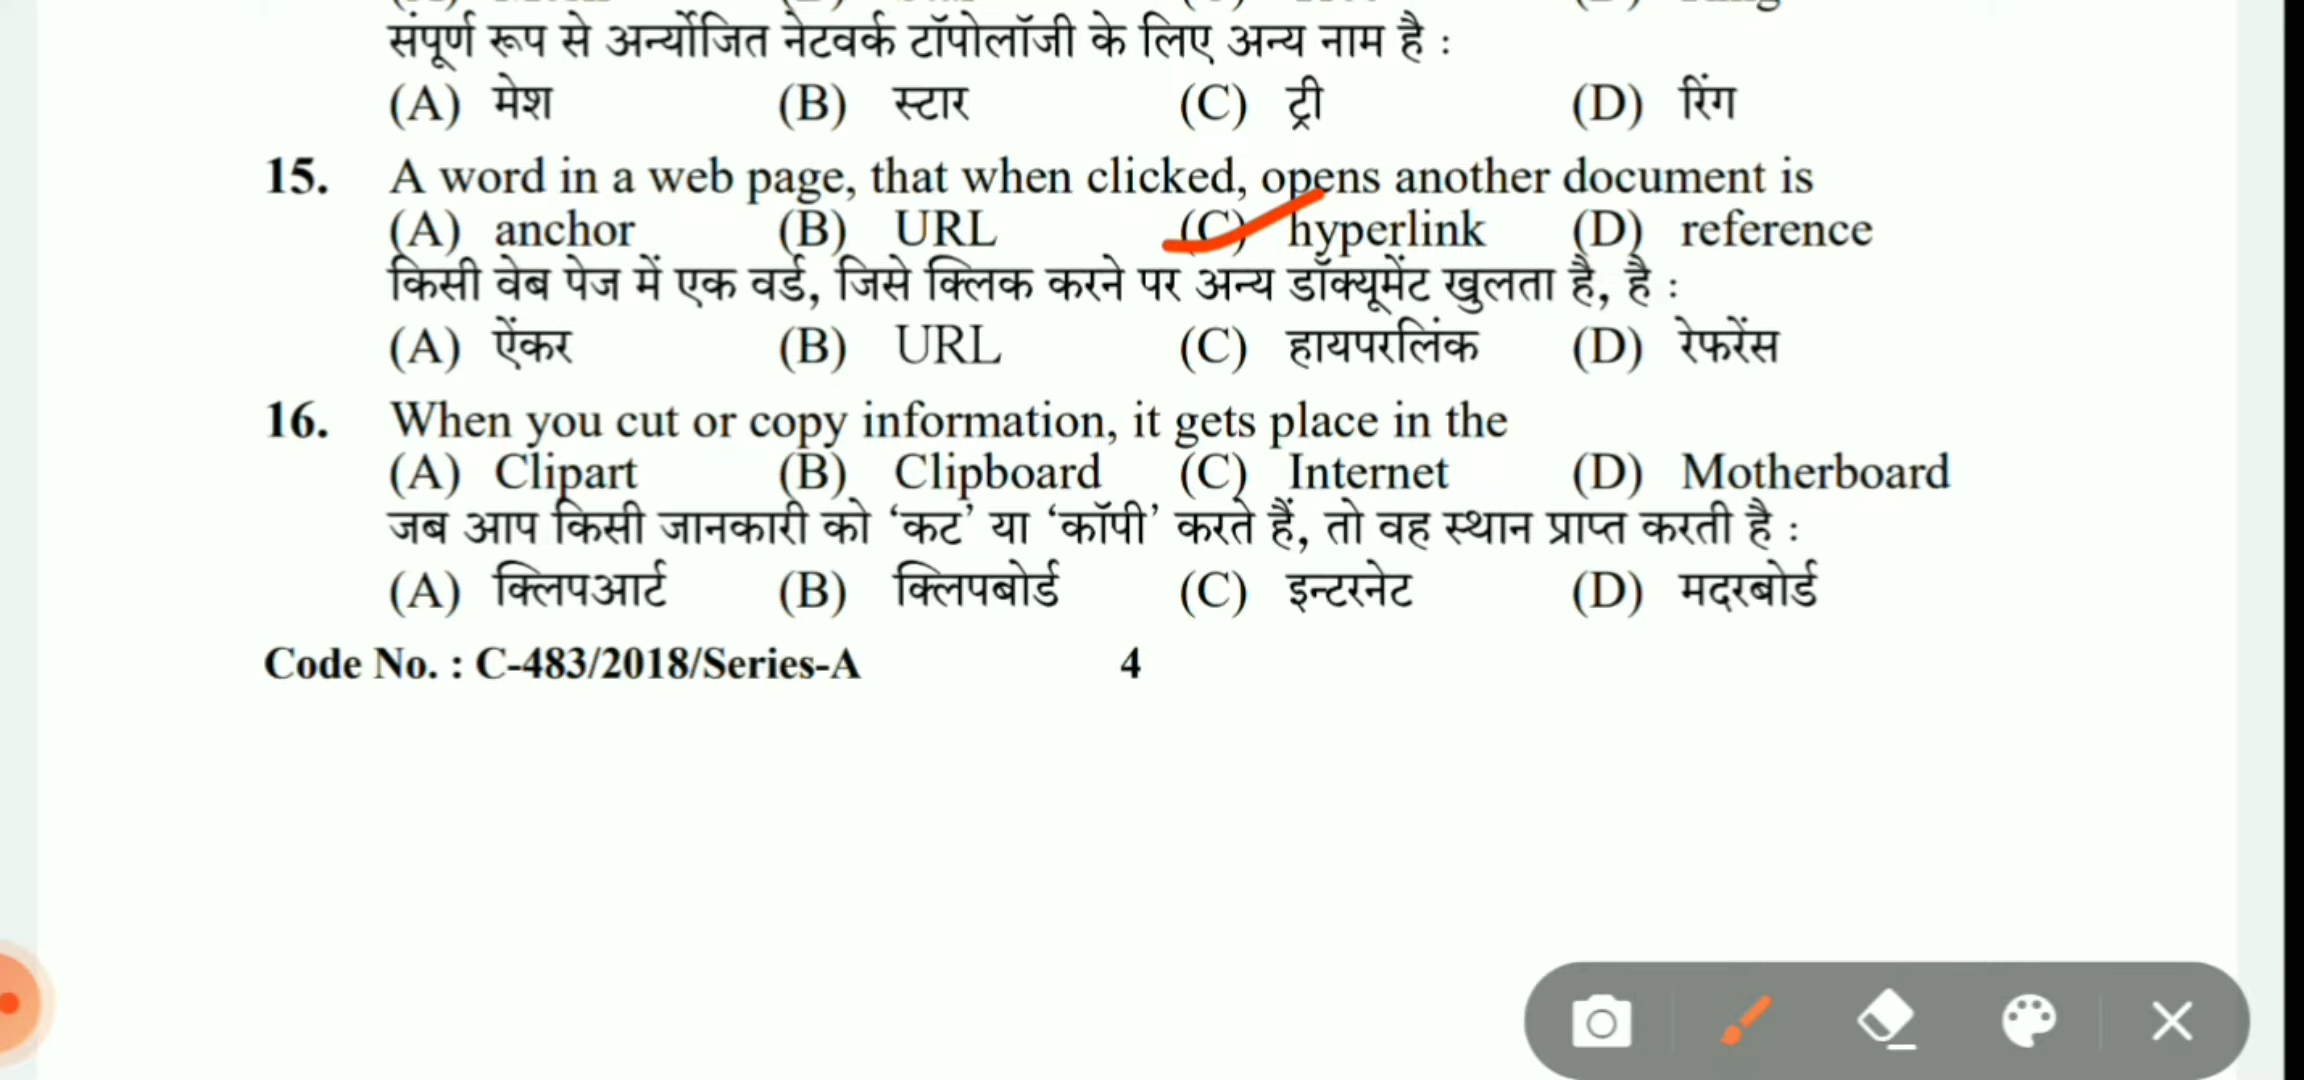 संपूर्ण रूप से अर्न्योजित नेटवर्क टॉपोलॉजी के लिए अन्य नाम है :
(A) मेश (B) स्टार (C) ट्री (D) रिंग
15. A word in a web page, that when clicked, opens another document is
(A) anchor (B) URL (C) hyperlink (D) reference
किसी वेब पेज में एक वर्ड, जिसे क्लिक करने पर अन्य डॉक्यूमेंट खुलता है, है :
(A) ऐंकर (B) URL (C) हायपरलिंक (D) रेफरेंस
16. When you cut or copy information, it gets place in the
(A) Clipart (B) Clipboard (C) Internet (D) Motherboard
जब आप किसी जानकारी को ‘कट’ या ‘कॉपी’ करते हैं, तो वह स्थान प्राप्त करती है :
(A) क्लिपआर्ट (B) क्लिपबोर्ड (C) इन्टरनेट (D) मदरबोर्ड
Code No. : C-483/2018/Series-A 4